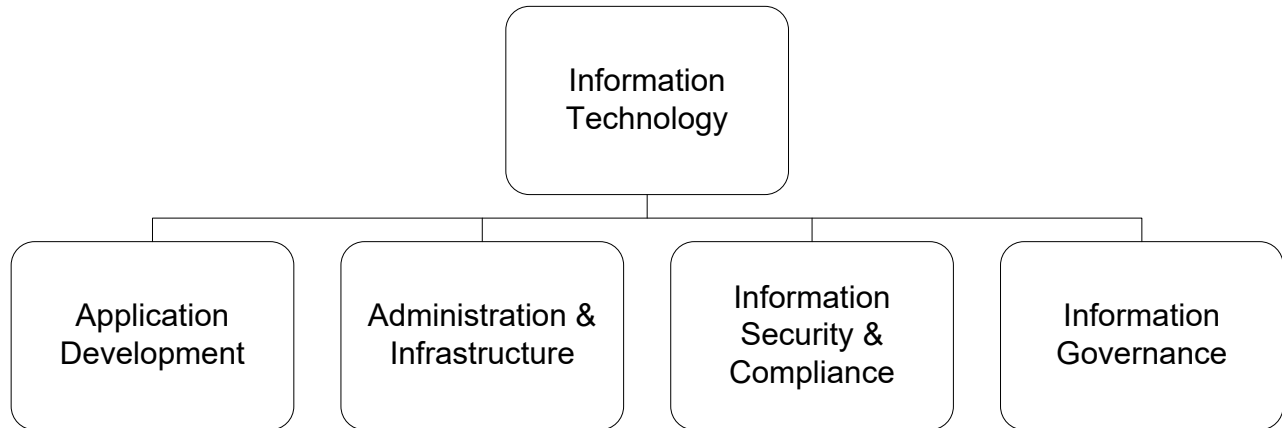 Information
Technology
Application
Development
Administration &
Infrastructure
Information
Security &
Compliance
Information
Governance